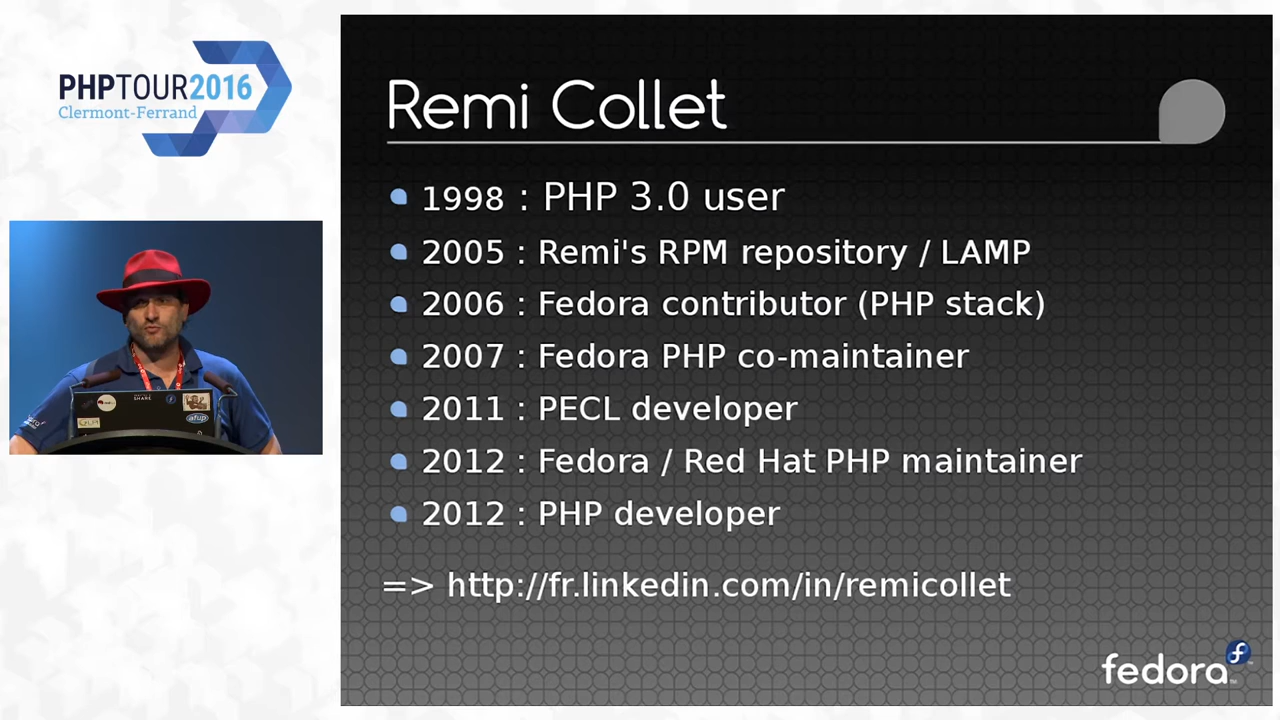 PHPTOUR2016
Clermont-Ferrand
Remi Collet
1998 : PHP 3.0 user
2005 : Remi's RPM repository / LAMP
2006 : Fedora contributor (PHP stack)
2007 : Fedora PHP co-maintainer
2011 : PECL developer
2012 : Fedora / Red Hat PHP maintainer
2012 : PHP developer
=> http://fr.linkedin.com/in/remicollet
SHARE
afup
fedora